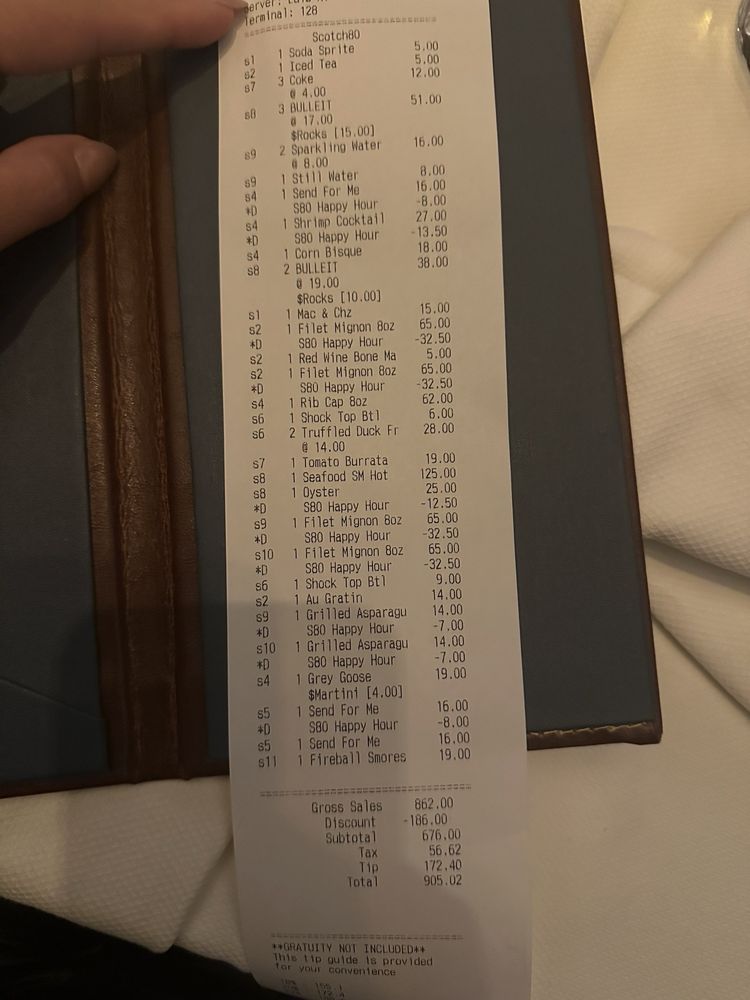 Terminal: 128
Scotch80
s1 1 Soda Sprite 5.00
s2 1 Iced Tea 5.00
s7 3 Coke 12.00
@ 4.00
s8 3 BULLEIT 51.00
@ 17.00
$Rocks [15.00]
s9 2 Sparkling Water 16.00
@ 8.00
s9 1 Still Water 8.00
s4 1 Send For Me 16.00
*D S80 Happy Hour -8.00
s4 1 Shrimp Cocktail 27.00
*D S80 Happy Hour -13.50
s4 1 Corn Bisque 18.00
s8 2 BULLEIT 38.00
@ 19.00
$Rocks [10.00]
s1 1 Mac & Chz 15.00
s2 1 Filet Mignon 8oz 65.00
*D S80 Happy Hour -32.50
s2 1 Red Wine Bone Ma 5.00
s2 1 Filet Mignon 8oz 65.00
*D S80 Happy Hour -32.50
s4 1 Rib Cap 8oz 62.00
s6 1 Shock Top Btl 6.00
s6 2 Truffled Duck Fr 28.00
@ 14.00
s7 1 Tomato Burrata 19.00
s8 1 Seafood SM Hot 125.00
s8 1 Oyster 25.00
*D S80 Happy Hour -12.50
s9 1 Filet Mignon 8oz 65.00
*D S80 Happy Hour -32.50
s10 1 Filet Mignon 8oz 65.00
*D S80 Happy Hour -32.50
s6 1 Shock Top Btl 9.00
s2 1 Au Gratin 14.00
s9 1 Grilled Asparagu 14.00
*D S80 Happy Hour -7.00
s10 1 Grilled Asparagu 14.00
*D S80 Happy Hour -7.00
s4 1 Grey Goose 19.00
$Martini [4.00]
s5 1 Send For Me 16.00
*D S80 Happy Hour -8.00
s5 1 Send For Me 16.00
s11 1 Fireball Smores 19.00
Gross Sales 862.00
Discount -186.00
Subtotal 676.00
Tax 56.62
Tip 172.40
Total 905.02
**GRATUITY NOT INCLUDED**
This tip guide is provided
for your convenience